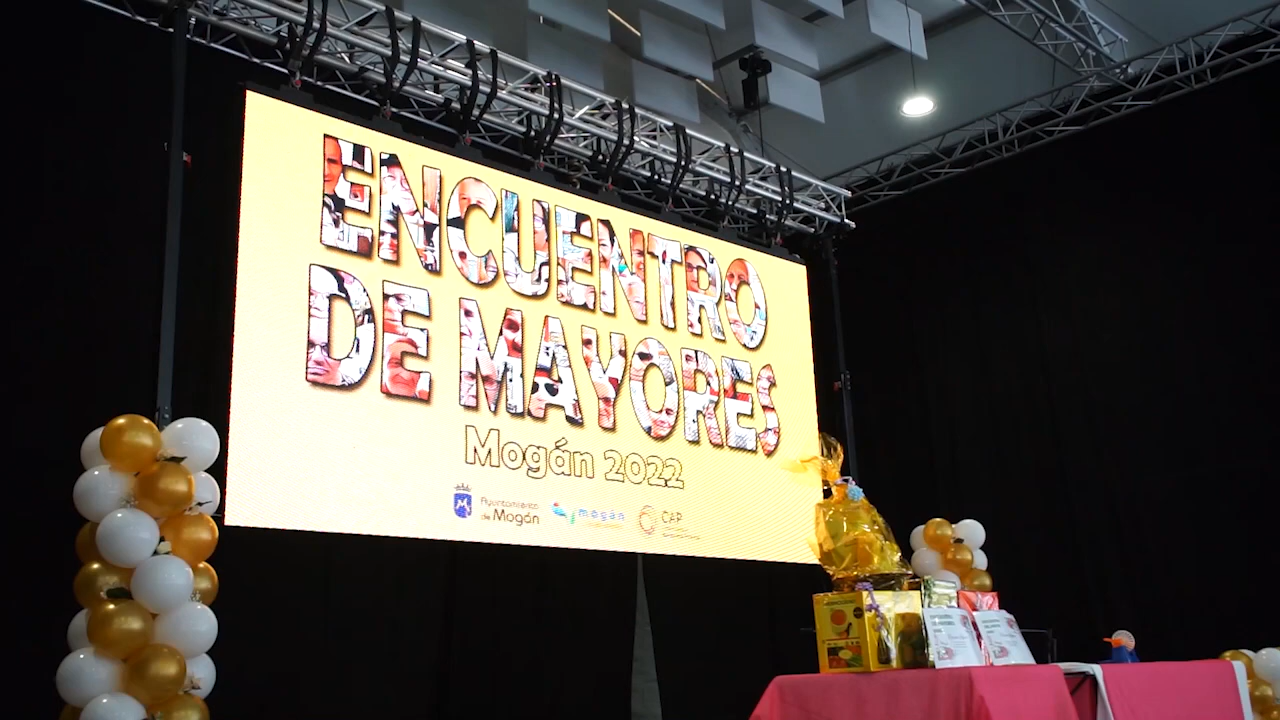 ENCUENTRO
DE MAYORES
Mogán 2022
Ayuntamiento
de Mogán
mogán
CAP